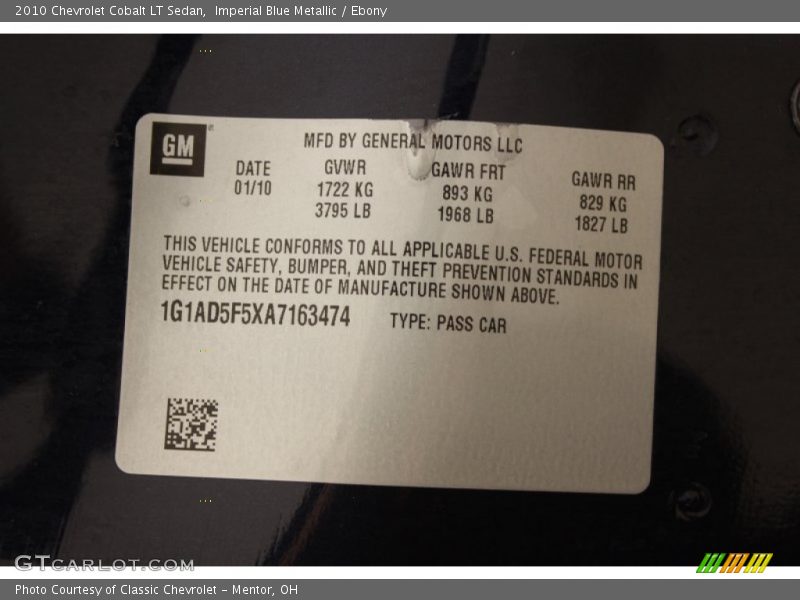 2010 Chevrolet Cobalt LT Sedan, Imperial Blue Metallic / Ebony
GM
MFD BY GENERAL MOTORS LLC
DATE GVWR GAWR FRT GAWR RR
01/10 1722 KG 893 KG 829 KG
3795 LB 1968 LB 1827 LB
THIS VEHICLE CONFORMS TO ALL APPLICABLE U.S. FEDERAL MOTOR
VEHICLE SAFETY, BUMPER, AND THEFT PREVENTION STANDARDS IN
EFFECT ON THE DATE OF MANUFACTURE SHOWN ABOVE.
1G1AD5F5XA7163474 TYPE: PASS CAR
GTCARLOT.COM
Photo Courtesy of Classic Chevrolet - Mentor, OH